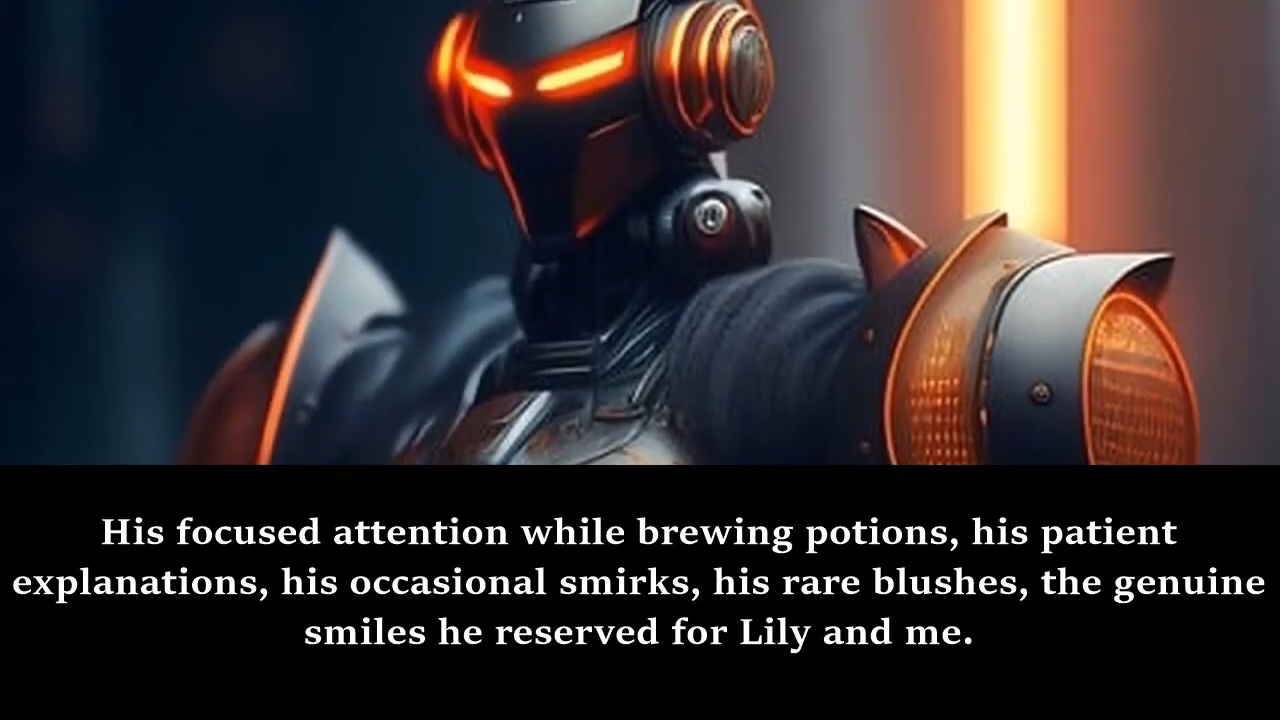 His focused attention while brewing potions, his patient
explanations, his occasional smirks, his rare blushes, the genuine
smiles he reserved for Lily and me.